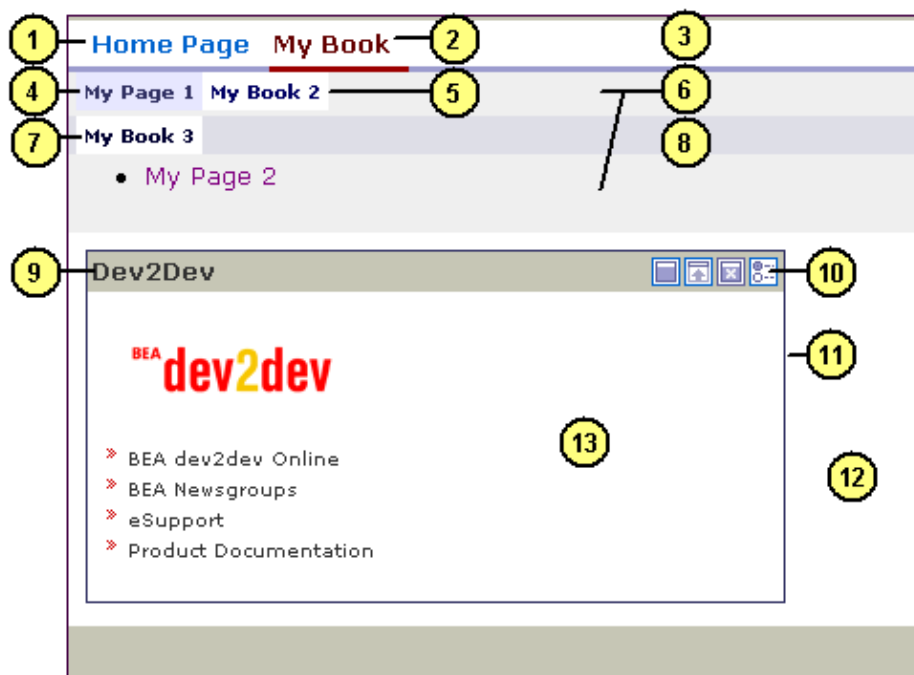 1 Home Page My Book 2 3
4 My Page 1 My Book 2 5 6
7 My Book 3 8
• My Page 2
9 Dev2Dev 10
11
BEA dev2dev
13
» BEA dev2dev Online
12
» BEA Newsgroups
» eSupport
» Product Documentation